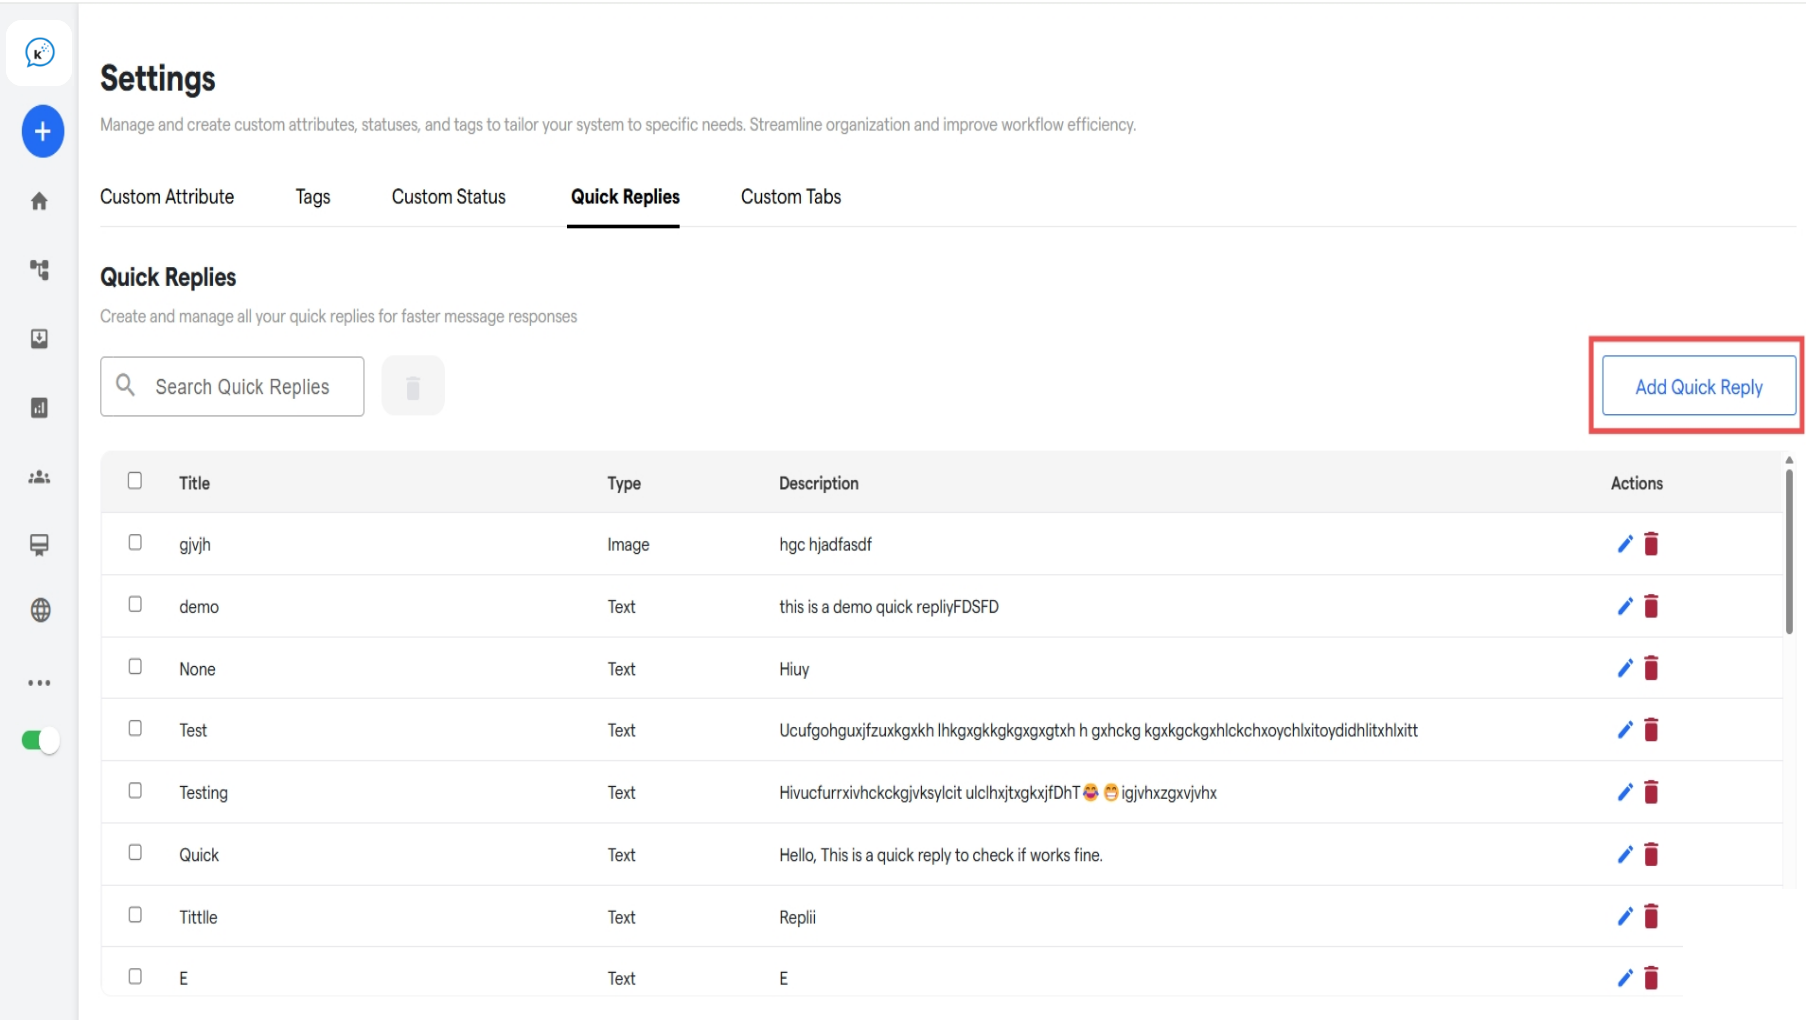 K
Settings
Manage and create custom attributes, statuses, and tags to tailor your system to specific needs. Streamline organization and improve workflow efficiency.
Custom Attribute Tags Custom Status Quick Replies Custom Tabs
Quick Replies
Create and manage all your quick replies for faster message responses
Search Quick Replies Add Quick Reply
Title Type Description Actions
gjvjh Image hgc hjadfasdf
demo Text this is a demo quick repliyFDSFD
None Text Hiuy
Test Text Ucufgohguxjfzuxkgxkh lhkgxgkkgkgxgxgtxh h gxhckg kgxkgckgxhlckchxoychlxitoydidhlitxhlxitt
Testing Text Hivucfurrxivhckckgjvksylcit ulclhxjtxgkxjfDhT😂 😁igjvhxzgxvjvhx
Quick Text Hello, This is a quick reply to check if works fine.
Tittlle Text Replii
E Text E